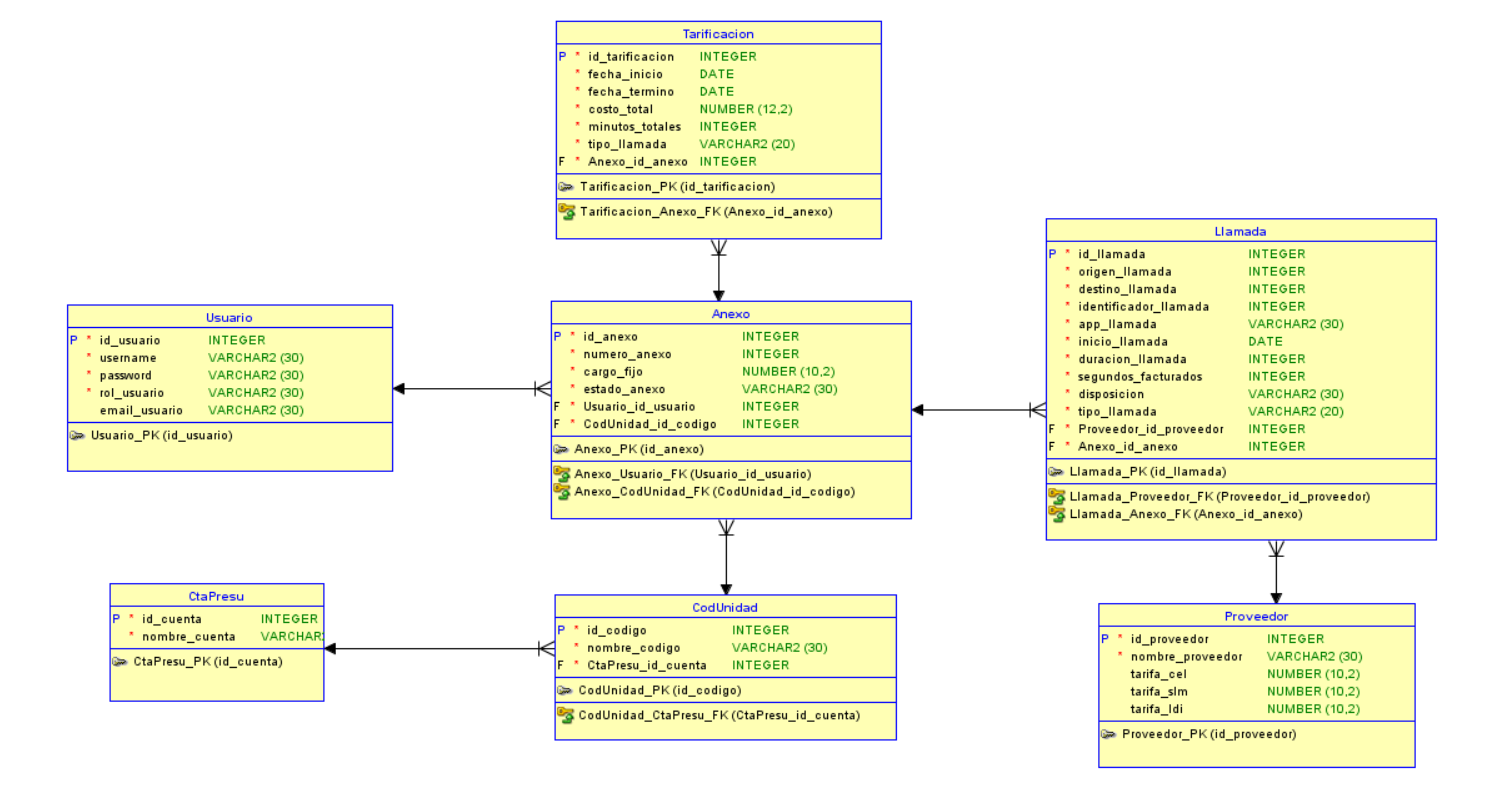 Tarificacion
P * id_tarificacion INTEGER
* fecha_inicio DATE
* fecha_termino DATE
* costo_total NUMBER (12,2)
* minutos_totales INTEGER
* tipo_llamada VARCHAR2 (20)
F * Anexo_id_anexo INTEGER
Tarificacion_PK (id_tarificacion)
Tarificacion_Anexo_FK (Anexo_id_anexo)
Usuario
P * id_usuario INTEGER
* username VARCHAR2 (30)
* password VARCHAR2 (30)
* rol_usuario VARCHAR2 (30)
email_usuario VARCHAR2 (30)
Usuario_PK (id_usuario)
Anexo
P * id_anexo INTEGER
* numero_anexo INTEGER
* cargo_fijo NUMBER (10,2)
* estado_anexo VARCHAR2 (30)
F * Usuario_id_usuario INTEGER
F * CodUnidad_id_codigo INTEGER
Anexo_PK (id_anexo)
Anexo_Usuario_FK (Usuario_id_usuario)
Anexo_CodUnidad_FK (CodUnidad_id_codigo)
Llamada
P * id_llamada INTEGER
* origen_llamada INTEGER
* destino_llamada INTEGER
* identificador_llamada INTEGER
* app_llamada VARCHAR2 (30)
* inicio_llamada DATE
* duracion_llamada INTEGER
* segundos_facturados INTEGER
* disposicion VARCHAR2 (30)
* tipo_llamada VARCHAR2 (20)
F * Proveedor_id_proveedor INTEGER
F * Anexo_id_anexo INTEGER
Llamada_PK (id_llamada)
Llamada_Proveedor_FK (Proveedor_id_proveedor)
Llamada_Anexo_FK (Anexo_id_anexo)
CtaPresu
P * id_cuenta INTEGER
* nombre_cuenta VARCHAR
CtaPresu_PK (id_cuenta)
CodUnidad
P * id_codigo INTEGER
* nombre_codigo VARCHAR2 (30)
F * CtaPresu_id_cuenta INTEGER
CodUnidad_PK (id_codigo)
CodUnidad_CtaPresu_FK (CtaPresu_id_cuenta)
Proveedor
P * id_proveedor INTEGER
* nombre_proveedor VARCHAR2 (30)
tarifa_cel NUMBER (10,2)
tarifa_slm NUMBER (10,2)
tarifa_ldi NUMBER (10,2)
Proveedor_PK (id_proveedor)